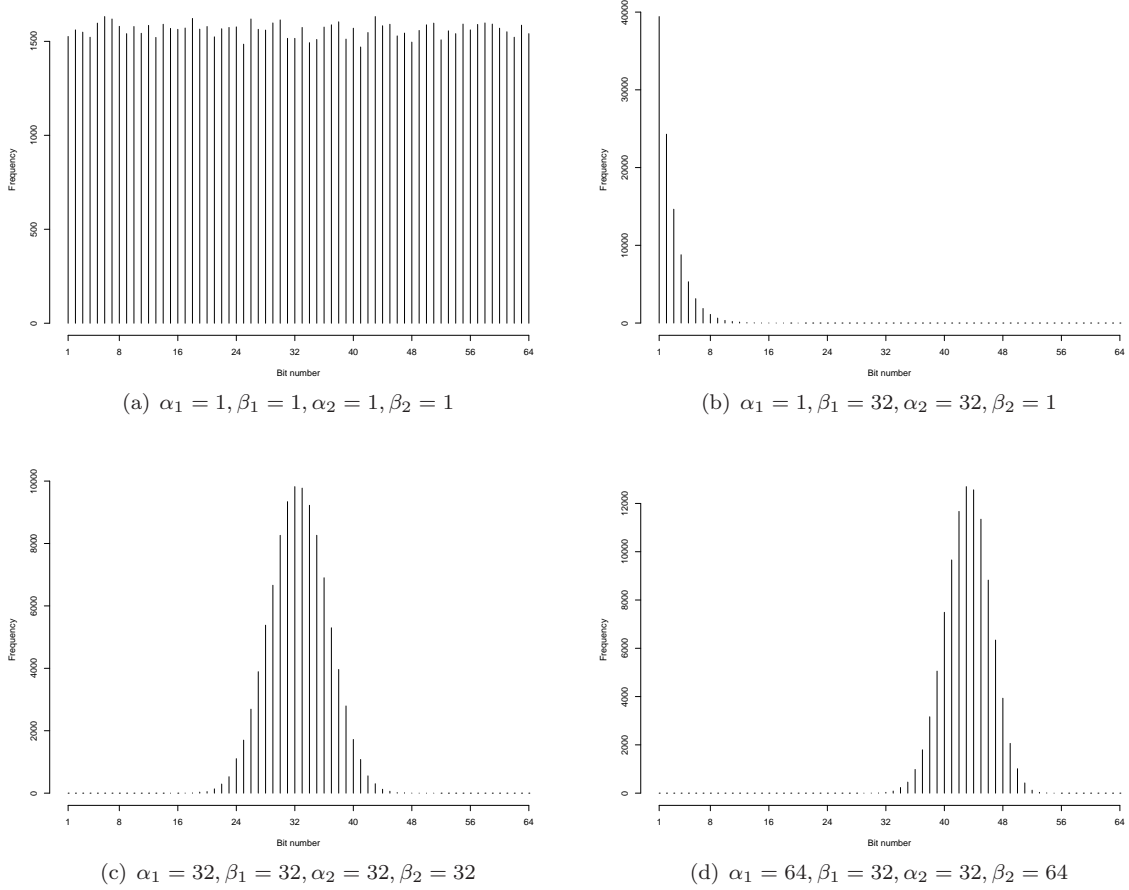 1500
1000
500
0
Frequency
1 8 16 24 32 40 48 56 64
Bit number
(a) α₁ = 1, β₁ = 1, α₂ = 1, β₂ = 1
40000
30000
20000
10000
0
Frequency
1 8 16 24 32 40 48 56 64
Bit number
(b) α₁ = 1, β₁ = 32, α₂ = 32, β₂ = 1
10000
8000
6000
4000
2000
0
Frequency
1 8 16 24 32 40 48 56 64
Bit number
(c) α₁ = 32, β₁ = 32, α₂ = 32, β₂ = 32
12000
10000
8000
6000
4000
2000
0
Frequency
1 8 16 24 32 40 48 56 64
Bit number
(d) α₁ = 64, β₁ = 32, α₂ = 32, β₂ = 64